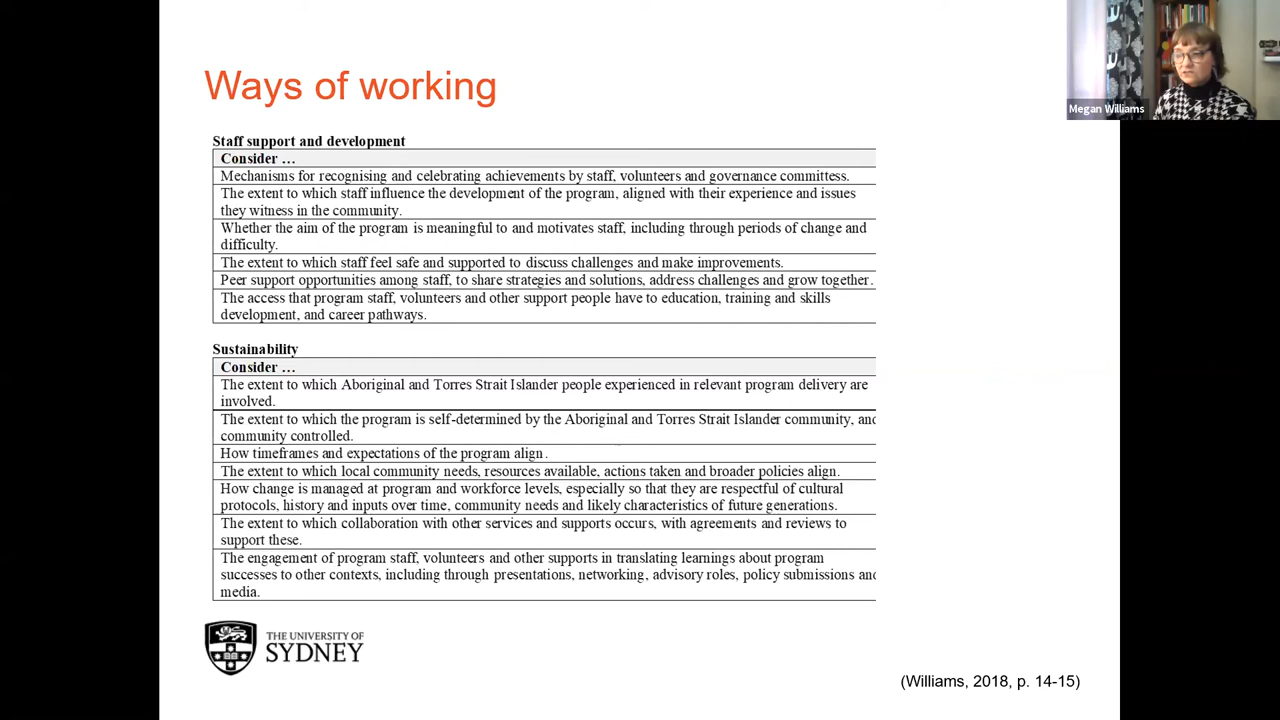 Ways of working
Megan Williams
Staff support and development
Consider …
Mechanisms for recognising and celebrating achievements by staff, volunteers and governance committess.
The extent to which staff influence the development of the program, aligned with their experience and issues
they witness in the community.
Whether the aim of the program is meaningful to and motivates staff, including through periods of change and
difficulty.
The extent to which staff feel safe and supported to discuss challenges and make improvements.
Peer support opportunities among staff, to share strategies and solutions, address challenges and grow together.
The access that program staff, volunteers and other support people have to education, training and skills
development, and career pathways.
Sustainability
Consider …
The extent to which Aboriginal and Torres Strait Islander people experienced in relevant program delivery are
involved.
The extent to which the program is self-determined by the Aboriginal and Torres Strait Islander community, and
community controlled.
How timeframes and expectations of the program align.
The extent to which local community needs, resources available, actions taken and broader policies align.
How change is managed at program and workforce levels, especially so that they are respectful of cultural
protocols, history and inputs over time, community needs and likely characteristics of future generations.
The extent to which collaboration with other services and supports occurs, with agreements and reviews to
support these.
The engagement of program staff, volunteers and other supports in translating learnings about program
successes to other contexts, including through presentations, networking, advisory roles, policy submissions and
media.
THE UNIVERSITY OF
SYDNEY
(Williams, 2018, p. 14-15)